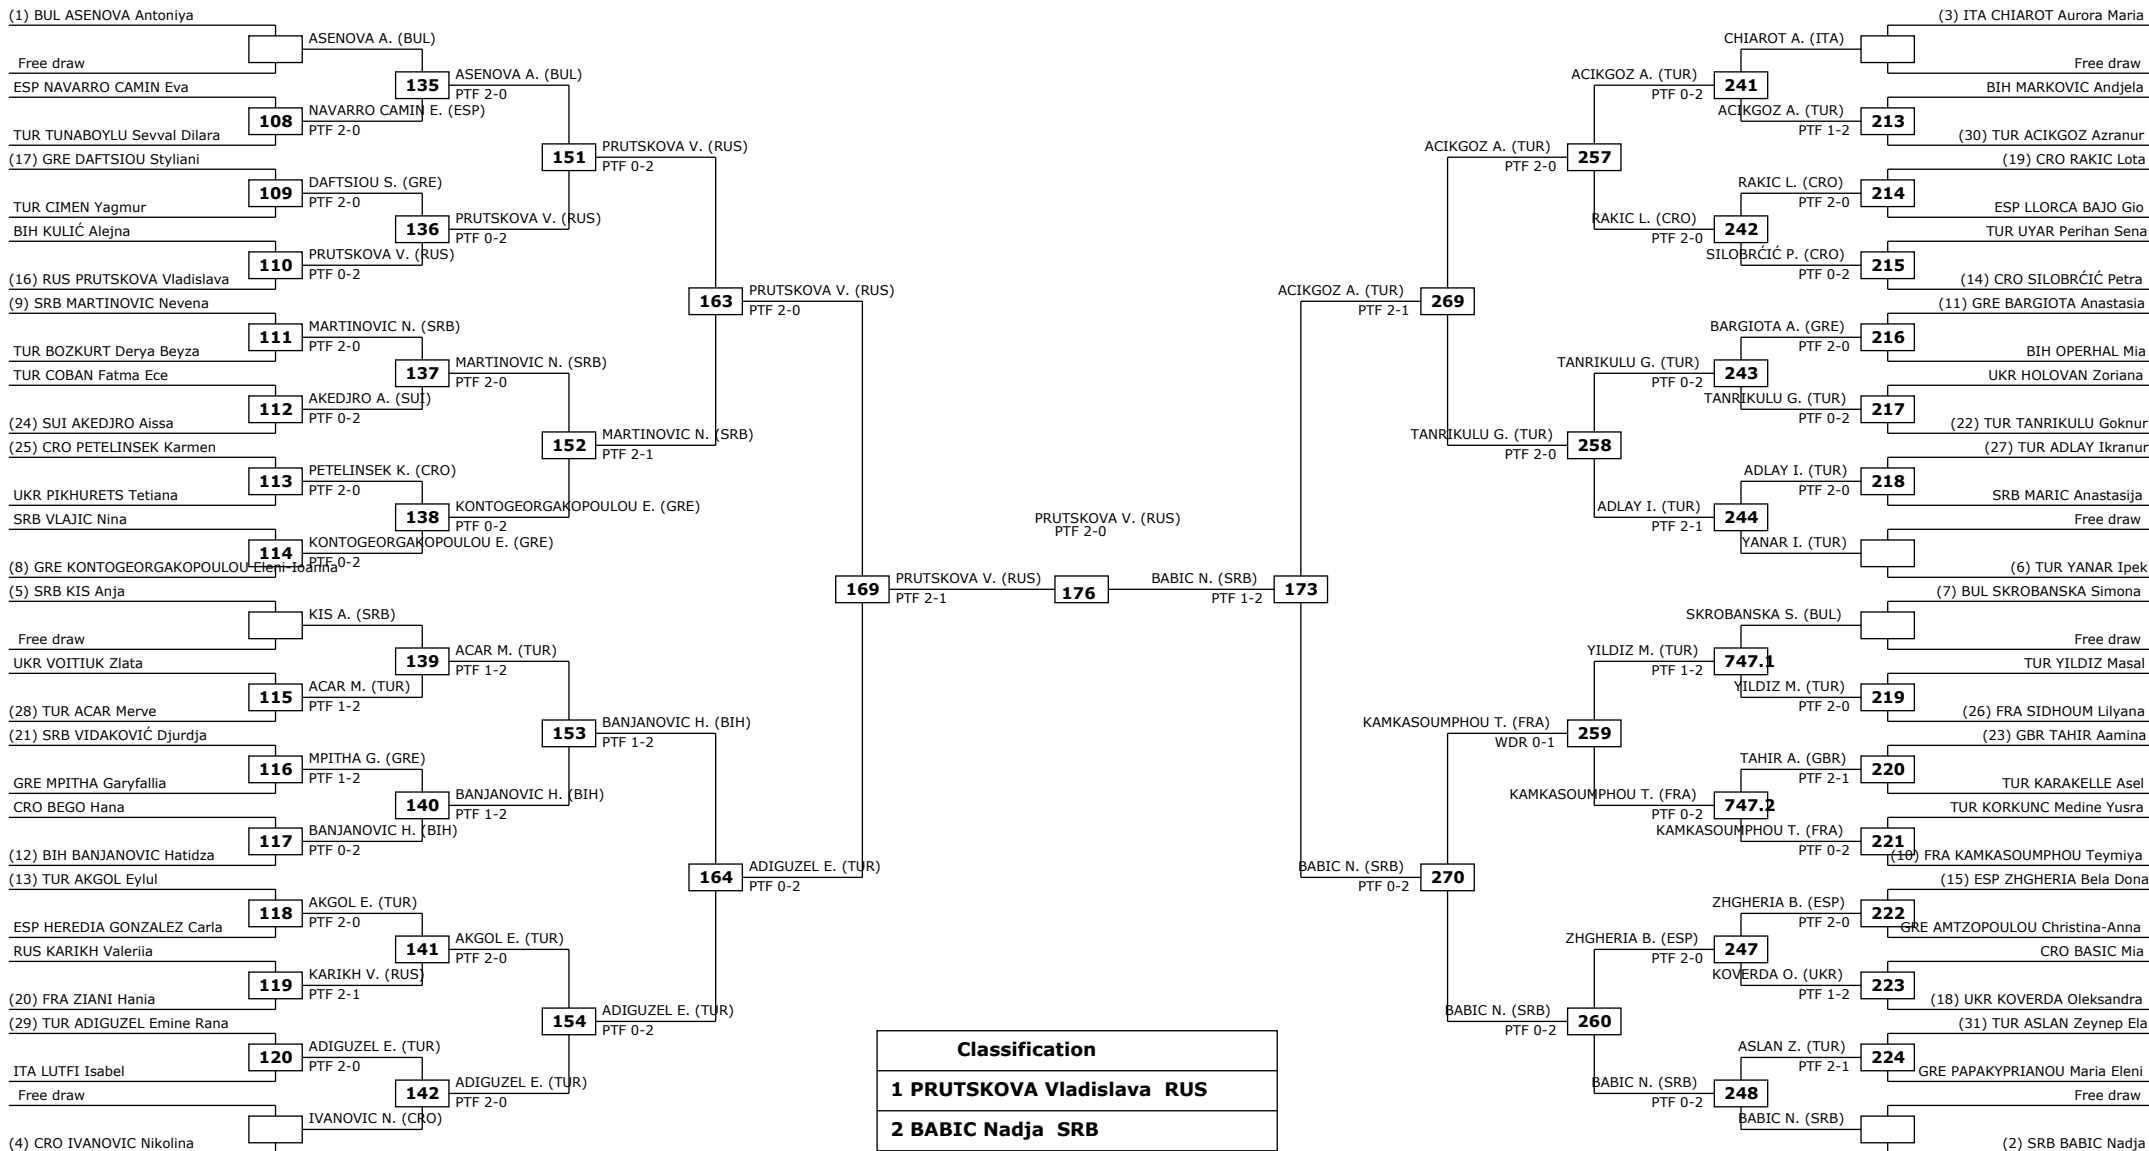 (1) BUL ASENOVA Antoniya
Free draw
ESP NAVARRO CAMIN Eva
TUR TUNABOYLU Sevval Dilara
(17) GRE DAFTSIOU Styliani
TUR CIMEN Yagmur
BIH KULIĆ Alejna
(16) RUS PRUTSKOVA Vladislava
(9) SRB MARTINOVIC Nevena
TUR BOZKURT Derya Beyza
TUR COBAN Fatma Ece
(24) SUI AKEDJRO Aissa
(25) CRO PETELINSEK Karmen
UKR PIKHURETS Tetiana
SRB VLAJIC Nina
(8) GRE KONTOGEORGAKOPOULOU Eleni-Ioanna
(5) SRB KIS Anja
Free draw
UKR VOITIUK Zlata
(28) TUR ACAR Merve
(21) SRB VIDAKOVIĆ Djurdja
GRE MPITHA Garyfallia
CRO BEGO Hana
(12) BIH BANJANOVIC Hatidza
(13) TUR AKGOL Eylul
ESP HEREDIA GONZALEZ Carla
RUS KARIKH Valeriia
(20) FRA ZIANI Hania
(29) TUR ADIGUZEL Emine Rana
ITA LUTFI Isabel
Free draw
(4) CRO IVANOVIC Nikolina
ASENOVA A. (BUL)
108
NAVARRO CAMIN E. (ESP)
PTF 2-0
109
DAFTSIOU S. (GRE)
PTF 2-0
110
PRUTSKOVA V. (RUS)
PTF 0-2
111
MARTINOVIC N. (SRB)
PTF 2-0
112
AKEDJRO A. (SUI)
PTF 0-2
113
PETELINSEK K. (CRO)
PTF 2-0
114
KONTOGEORGAKOPOULOU E. (GRE)
PTF 0-2
KIS A. (SRB)
115
ACAR M. (TUR)
PTF 1-2
116
MPITHA G. (GRE)
PTF 1-2
117
BANJANOVIC H. (BIH)
PTF 0-2
118
AKGOL E. (TUR)
PTF 2-0
119
KARIKH V. (RUS)
PTF 2-1
120
ADIGUZEL E. (TUR)
PTF 2-0
IVANOVIC N. (CRO)
135
ASENOVA A. (BUL)
PTF 2-0
136
PRUTSKOVA V. (RUS)
PTF 0-2
137
MARTINOVIC N. (SRB)
PTF 2-0
138
KONTOGEORGAKOPOULOU E. (GRE)
PTF 0-2
139
ACAR M. (TUR)
PTF 1-2
140
BANJANOVIC H. (BIH)
PTF 1-2
141
AKGOL E. (TUR)
PTF 2-0
142
ADIGUZEL E. (TUR)
PTF 2-0
151
PRUTSKOVA V. (RUS)
PTF 0-2
152
MARTINOVIC N. (SRB)
PTF 2-1
153
BANJANOVIC H. (BIH)
PTF 1-2
154
ADIGUZEL E. (TUR)
PTF 0-2
163
PRUTSKOVA V. (RUS)
PTF 2-0
164
ADIGUZEL E. (TUR)
PTF 0-2
169
PRUTSKOVA V. (RUS)
PTF 2-1
PRUTSKOVA V. (RUS)
PTF 2-0
176
BABIC N. (SRB)
PTF 1-2
173
ACIKGOZ A. (TUR)
PTF 2-1
269
BABIC N. (SRB)
PTF 0-2
270
ACIKGOZ A. (TUR)
PTF 2-0
257
TANRIKULU G. (TUR)
PTF 2-0
258
KAMKASOUMPHOU T. (FRA)
WDR 0-1
259
BABIC N. (SRB)
PTF 0-2
260
ACIKGOZ A. (TUR)
PTF 0-2
241
RAKIC L. (CRO)
PTF 2-0
242
TANRIKULU G. (TUR)
PTF 0-2
243
ADLAY I. (TUR)
PTF 2-1
244
YILDIZ M. (TUR)
PTF 1-2
747.1
KAMKASOUMPHOU T. (FRA)
PTF 0-2
747.2
ZHGHERIA B. (ESP)
PTF 2-0
247
BABIC N. (SRB)
PTF 0-2
248
CHIAROT A. (ITA)
ACIKGOZ A. (TUR)
PTF 1-2
213
RAKIC L. (CRO)
PTF 2-0
214
SILOBRĆIĆ P. (CRO)
PTF 0-2
215
BARGIOTA A. (GRE)
PTF 2-0
216
TANRIKULU G. (TUR)
PTF 0-2
217
ADLAY I. (TUR)
PTF 2-0
218
YANAR I. (TUR)
SKROBANSKA S. (BUL)
YILDIZ M. (TUR)
PTF 2-0
219
TAHIR A. (GBR)
PTF 2-1
220
KAMKASOUMPHOU T. (FRA)
PTF 0-2
221
ZHGHERIA B. (ESP)
PTF 2-0
222
KOVERDA O. (UKR)
PTF 1-2
223
ASLAN Z. (TUR)
PTF 2-1
224
BABIC N. (SRB)
(3) ITA CHIAROT Aurora Maria
Free draw
BIH MARKOVIC Andjela
(30) TUR ACIKGOZ Azranur
(19) CRO RAKIC Lota
ESP LLORCA BAJO Gio
TUR UYAR Perihan Sena
(14) CRO SILOBRĆIĆ Petra
(11) GRE BARGIOTA Anastasia
BIH OPERHAL Mia
UKR HOLOVAN Zoriana
(22) TUR TANRIKULU Goknur
(27) TUR ADLAY Ikranur
SRB MARIC Anastasija
Free draw
(6) TUR YANAR Ipek
(7) BUL SKROBANSKA Simona
Free draw
TUR YILDIZ Masal
(26) FRA SIDHOUM Lilyana
(23) GBR TAHIR Aamina
TUR KARAKELLE Asel
TUR KORKUNC Medine Yusra
(10) FRA KAMKASOUMPHOU Teymiya
(15) ESP ZHGHERIA Bela Dona
GRE AMTZOPOULOU Christina-Anna
CRO BASIC Mia
(18) UKR KOVERDA Oleksandra
(31) TUR ASLAN Zeynep Ela
GRE PAPAKYPRIANOU Maria Eleni
Free draw
(2) SRB BABIC Nadja
Classification
1 PRUTSKOVA Vladislava RUS
2 BABIC Nadja SRB